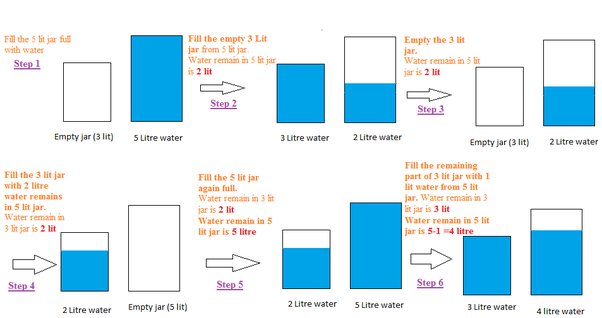 Fill the 5 lit jar full
with water
Step 1
Empty jar (3 lit)
5 Litre water
Fill the empty 3 Lit
jar from 5 lit jar.
Water remain in 5 lit jar
is 2 lit
Step 2
3 Litre water
2 Litre water
Empty the 3 lit
jar.
Water remain in 5 lit
jar is 2 lit
Step 3
Empty jar (3 lit)
2 Litre water
Fill the 3 lit jar
with 2 litre
water remains
in 5 lit jar.
Water remain in
3 lit jar is 2 lit
Step 4
2 Litre water
Empty jar (5 lit)
Fill the 5 lit jar
again full.
Water remain in 3 lit
jar is 2 lit
Water remain in 5
lit jar is 5 litre
Step 5
2 Litre water
5 Litre water
Fill the remaining
part of 3 lit jar with 1
lit water from 5 lit
jar. Water remain in 3
lit jar is 3 lit
Water remain in 5 lit
jar is 5-1 =4 litre
Step 6
3 Litre water
4 litre water